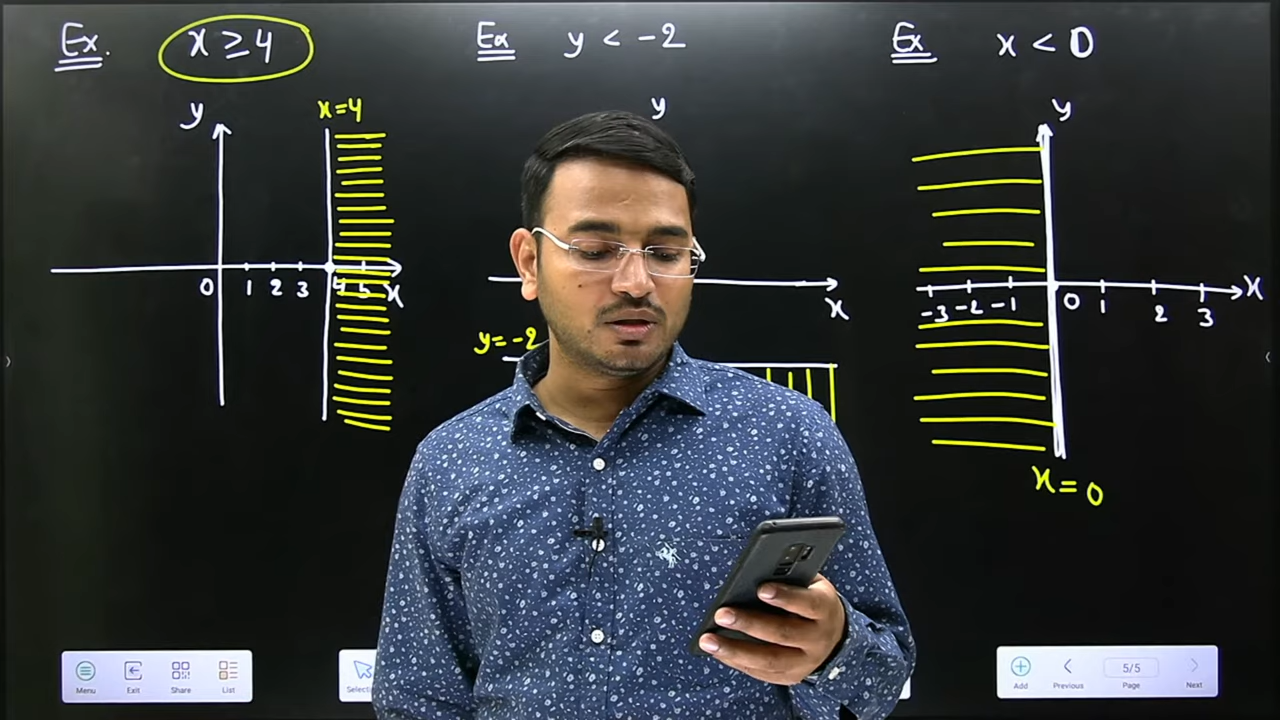 Ex. x ≥ 4
y
x=4
0 1 2 3 4 5 x
Ex y < -2
y
x
y = -2
Ex x < 0
y
-3 -2 -1 0 1 2 3 x
x = 0
Menu Exit Share List
Add Previous 5/5 Page Next